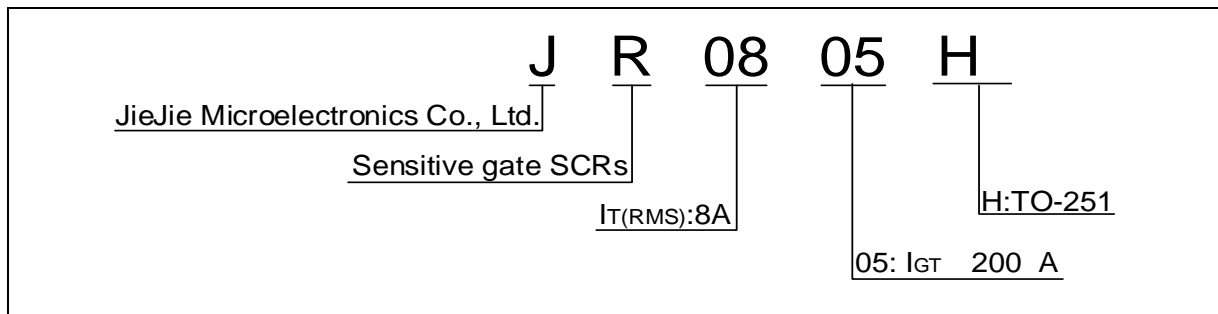 J R 08 05 H
JieJie Microelectronics Co., Ltd.
Sensitive gate SCRs
IT(RMS):8A
H:TO-251
05: IGT 200 A